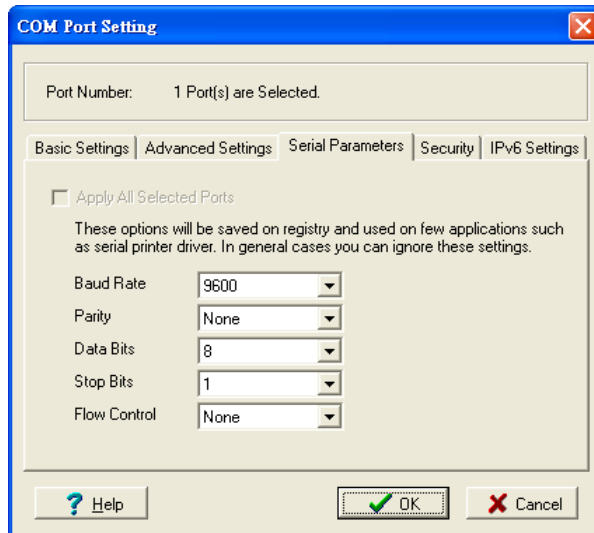 COM Port Setting
Port Number: 1 Port(s) are Selected.
Basic Settings Advanced Settings Serial Parameters Security IPv6 Settings
Apply All Selected Ports
These options will be saved on registry and used on few applications such
as serial printer driver. In general cases you can ignore these settings.
Baud Rate 9600
Parity None
Data Bits 8
Stop Bits 1
Flow Control None
? Help OK Cancel